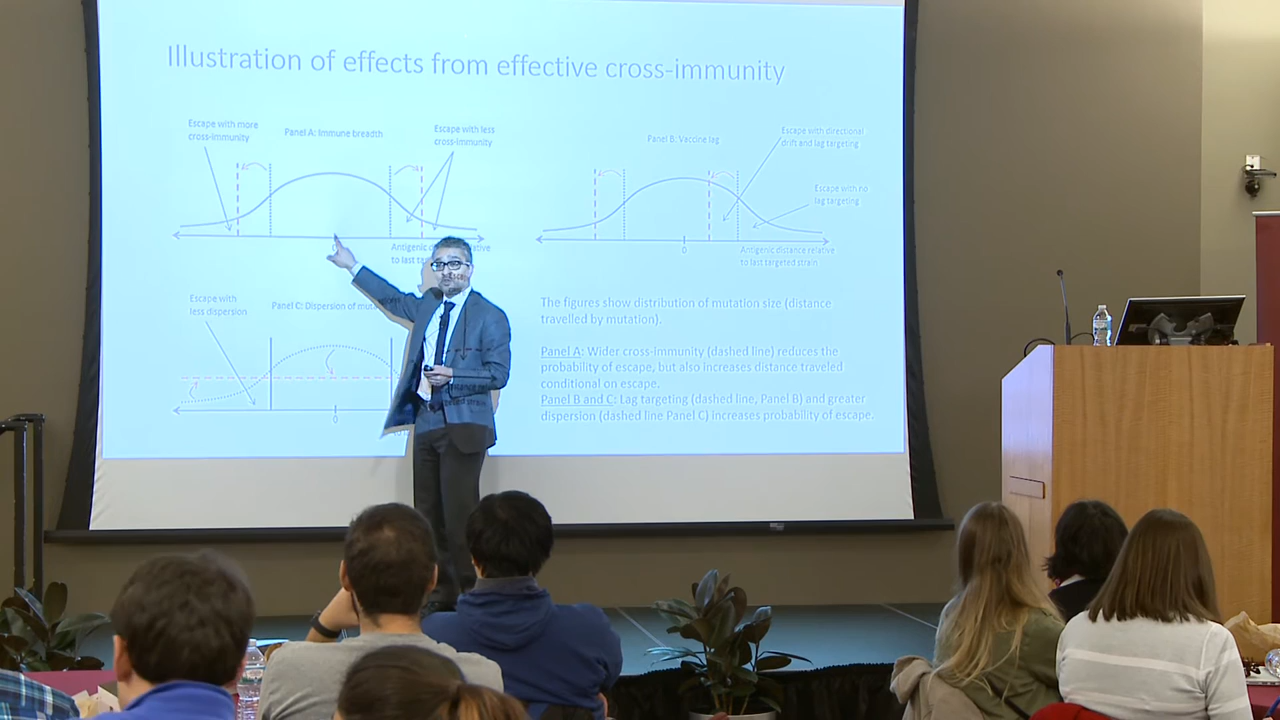 Illustration of effects from effective cross-immunity
Escape with more
cross-immunity
Panel A: Immune breadth
Escape with less
cross-immunity
Antigenic
to last
Panel B: Vaccine lag
Escape with directional
drift and lag targeting
Escape with no
lag targeting
0
Antigenic distance relative
to last targeted strain
Escape with
less dispersion
Panel C: Dispersion of
0
The figures show distribution of mutation size (distance
travelled by mutation).
Panel A: Wider cross-immunity (dashed line) reduces the
probability of escape, but also increases distance traveled
conditional on escape.
Panel B and C: Lag targeting (dashed line, Panel B) and greater
dispersion (dashed line Panel C) increases probability of escape.